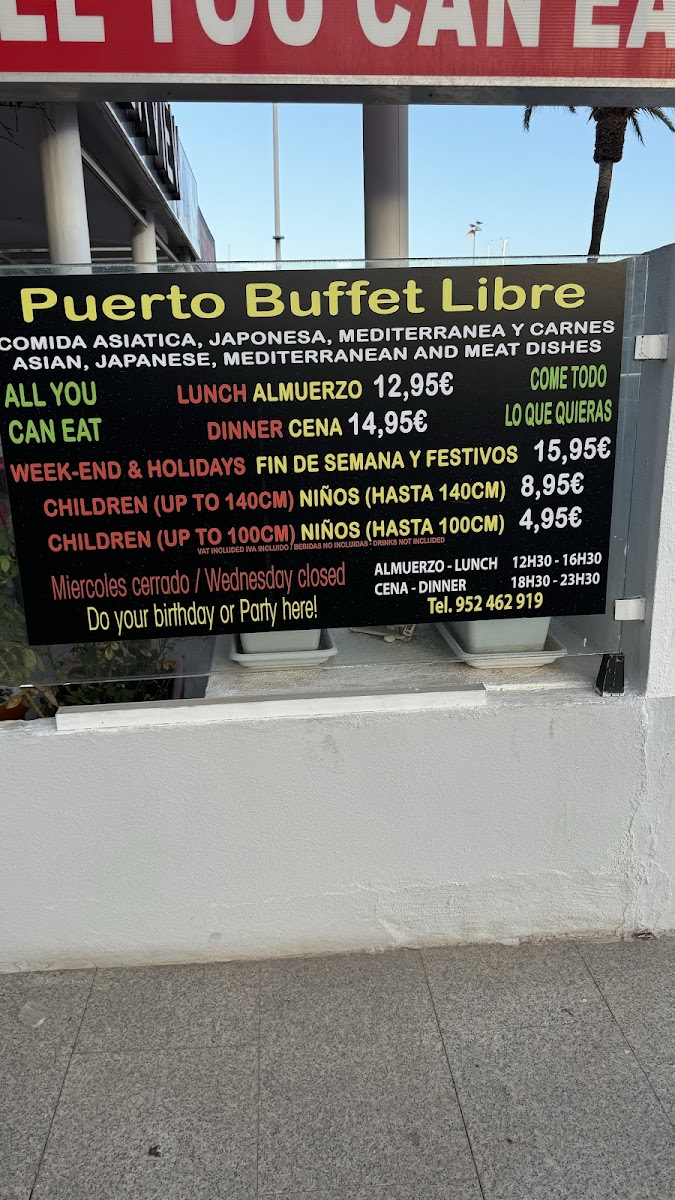 ALL YOU CAN EA
Puerto Buffet Libre
COMIDA ASIATICA, JAPONESA, MEDITERRANEA Y CARNES
ASIAN, JAPANESE, MEDITERRANEAN AND MEAT DISHES
ALL YOU
CAN EAT
LUNCH ALMUERZO 12,95€
DINNER CENA 14,95€
COME TODO
LO QUE QUIERAS
WEEK-END & HOLIDAYS FIN DE SEMANA Y FESTIVOS 15,95€
CHILDREN (UP TO 140CM) NIÑOS (HASTA 140CM) 8,95€
CHILDREN (UP TO 100CM) NIÑOS (HASTA 100CM) 4,95€
VAT INCLUDED IVA INCLUIDO / BEBIDAS NO INCLUIDAS - DRINKS NOT INCLUDED
Miercoles cerrado / Wednesday closed
Do your birthday or Party here!
ALMUERZO - LUNCH 12H30 - 16H30
CENA - DINNER 18H30 - 23H30
Tel. 952 462 919